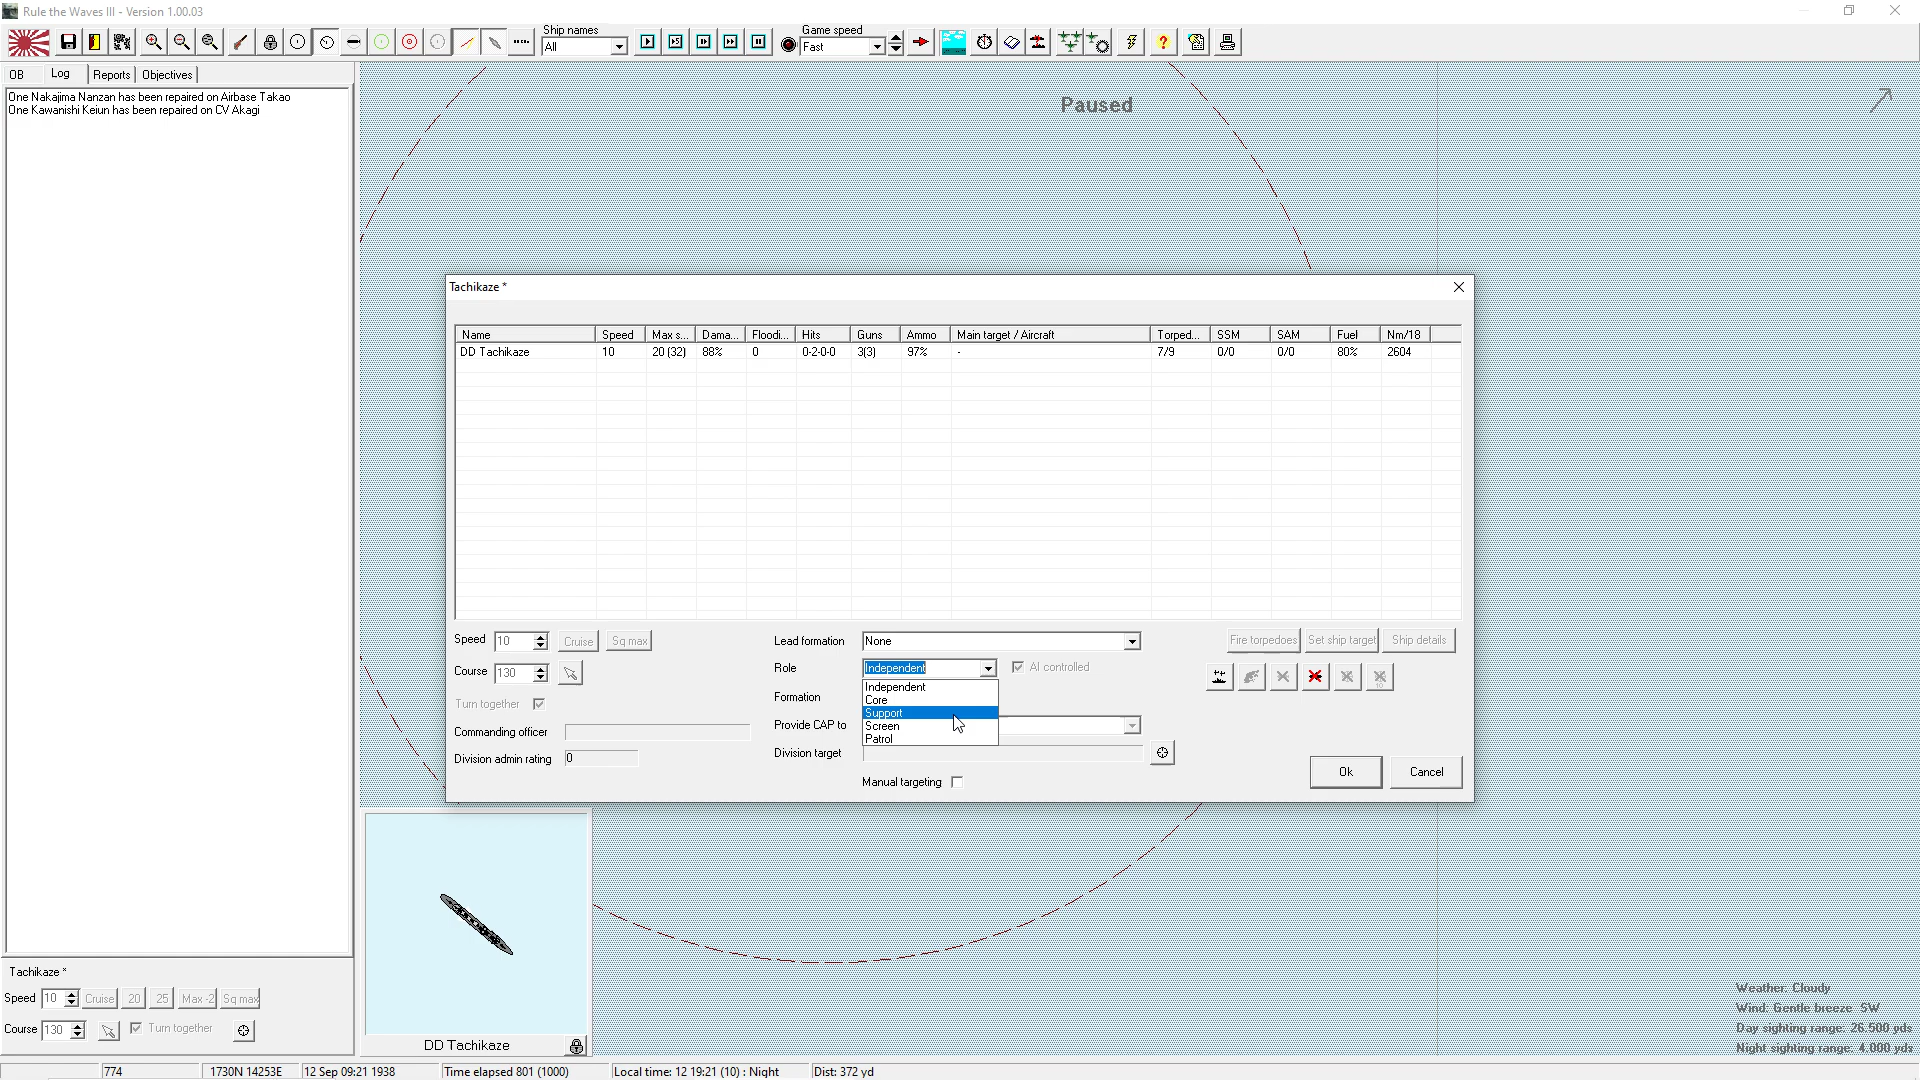 Rule the Waves III - Version 1.00.03
Ship names
All
Game speed
Fast
OB Log Reports Objectives
One Nakajima Nanzan has been repaired on Airbase Takao
One Kawanishi Keiun has been repaired on CV Akagi
Paused
Tachikaze *
Name Speed Max s... Dama... Floodi... Hits Guns Ammo Main target / Aircraft Torped... SSM SAM Fuel Nm/18
DD Tachikaze 10 20 (32) 88% 0 0-2-0-0 3(3) 97% - 7/9 0/0 0/0 80% 2604
Speed 10 Cruise Sq max
Course 130
Turn together
Commanding officer
Division admin rating 0
Lead formation None
Role Independent AI controlled
Independent
Core
Support
Screen
Patrol
Formation
Provide CAP to
Division target
Manual targeting
Fire torpedoes Set ship target Ship details
10
Ok Cancel
DD Tachikaze
Tachikaze *
Speed 10 Cruise 20 25 Max -2 Sq max
Course 130 Turn together
Weather: Cloudy
Wind: Gentle breeze SW
Day sighting range: 26.500 yds
Night sighting range: 4.000 yds
774 1730N 14253E 12 Sep 09:21 1938 Time elapsed 801 (1000) Local time: 12 19:21 (10) : Night Dist: 372 yd